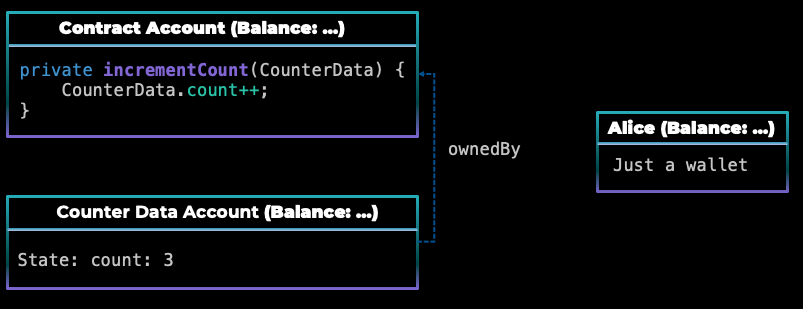 Contract Account (Balance: ...)
private incrementCount(CounterData) {
    CounterData.count++;
}
ownedBy
Alice (Balance: ...)
Just a wallet
Counter Data Account (Balance: ...)
State: count: 3